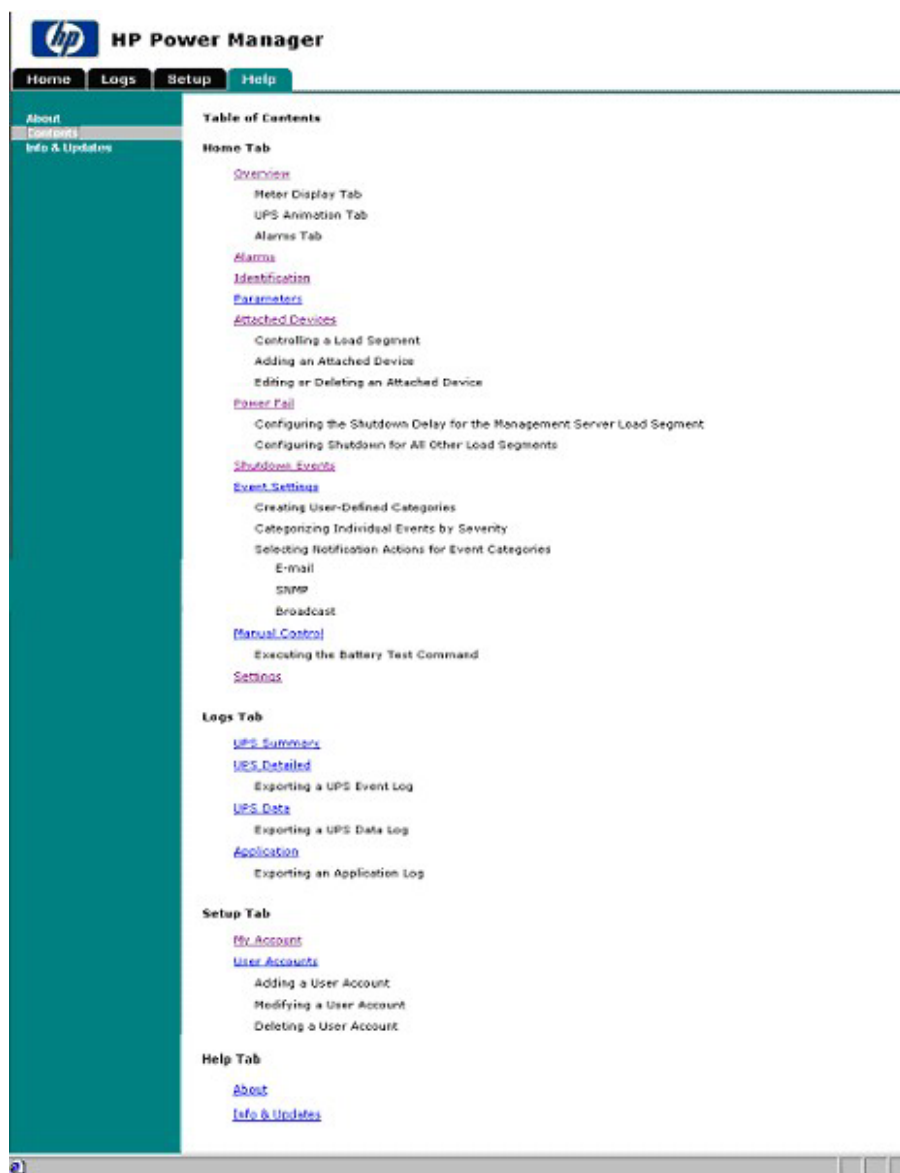 hp HP Power Manager
Home Logs Setup Help
About
Contents
Info & Updates
Table of Contents
Home Tab
Overview
Meter Display Tab
UPS Animation Tab
Alarms Tab
Alarms
Identification
Parameters
Attached Devices
Controlling a Load Segment
Adding an Attached Device
Editing or Deleting an Attached Device
Power Fail
Configuring the Shutdown Delay for the Management Server Load Segment
Configuring Shutdown for All Other Load Segments
Shutdown Events
Event Settings
Creating User-Defined Categories
Categorizing Individual Events by Severity
Selecting Notification Actions for Event Categories
E-mail
SNMP
Broadcast
Manual Control
Executing the Battery Test Command
Settings
Logs Tab
UPS Summary
UPS Detailed
Exporting a UPS Event Log
UPS Data
Exporting a UPS Data Log
Application
Exporting an Application Log
Setup Tab
My Account
User Accounts
Adding a User Account
Modifying a User Account
Deleting a User Account
Help Tab
About
Info & Updates